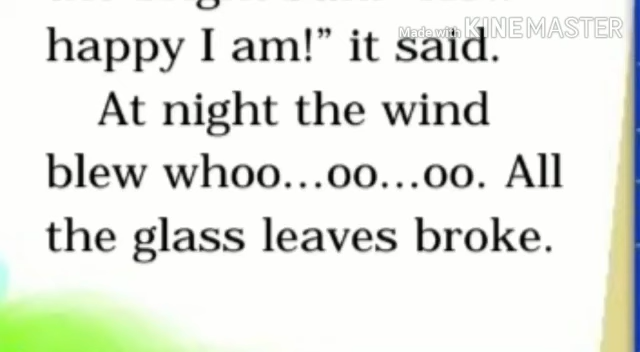 happy I am!” it said.
Made with KINEMASTER
At night the wind
blew whoo...oo...oo. All
the glass leaves broke.